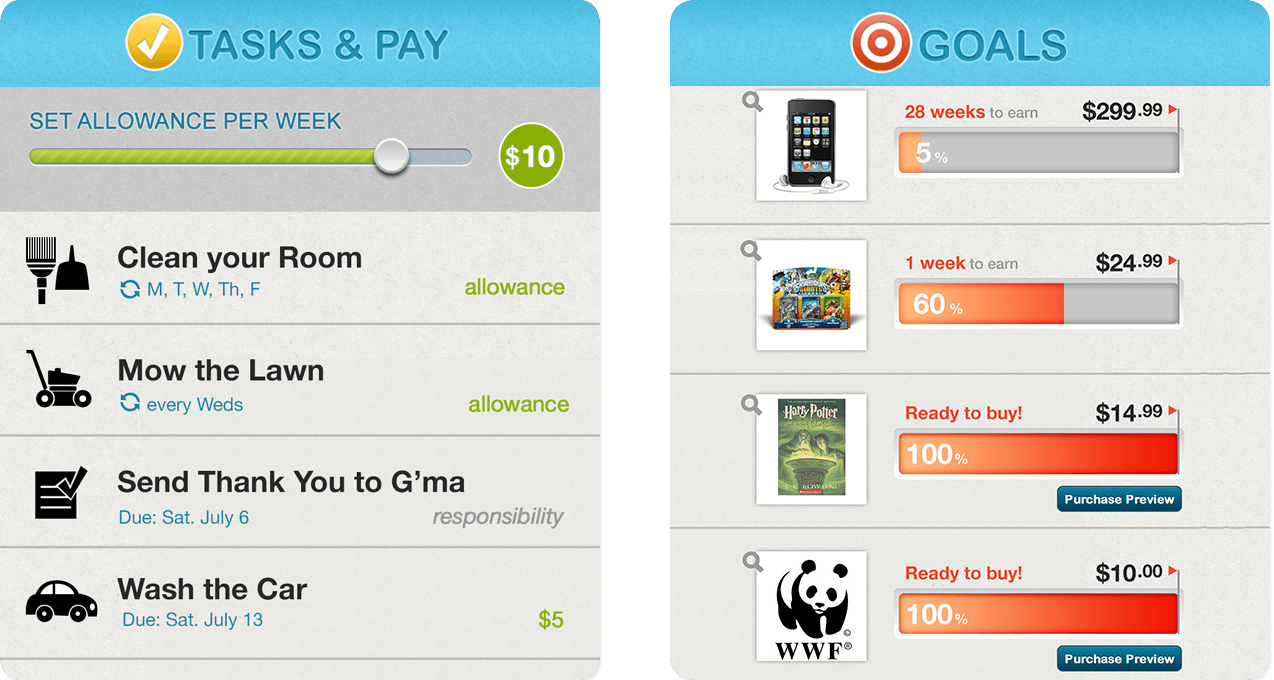 TASKS & PAY
SET ALLOWANCE PER WEEK
$10
Clean your Room
M, T, W, Th, F
allowance
Mow the Lawn
every Weds
allowance
Send Thank You to G’ma
Due: Sat. July 6
responsibility
Wash the Car
Due: Sat. July 13
$5
GOALS
28 weeks to earn $299.99
5%
1 week to earn $24.99
60%
GIANTS
Harry Potter
J. K. ROWLING
Ready to buy! $14.99
100%
Purchase Preview
©
WWF®
Ready to buy! $10.00
100%
Purchase Preview